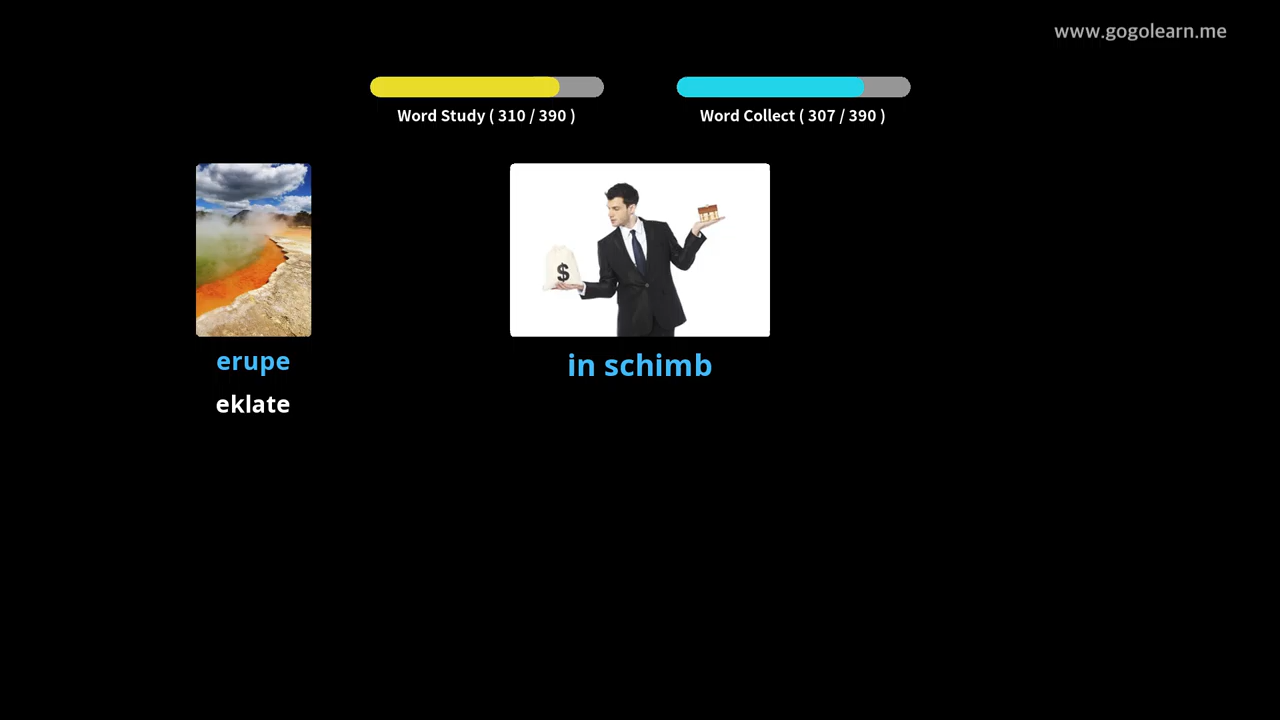 www.gogolearn.me
Word Study ( 310 / 390 )
Word Collect ( 307 / 390 )
$
erupe
eklate
in schimb